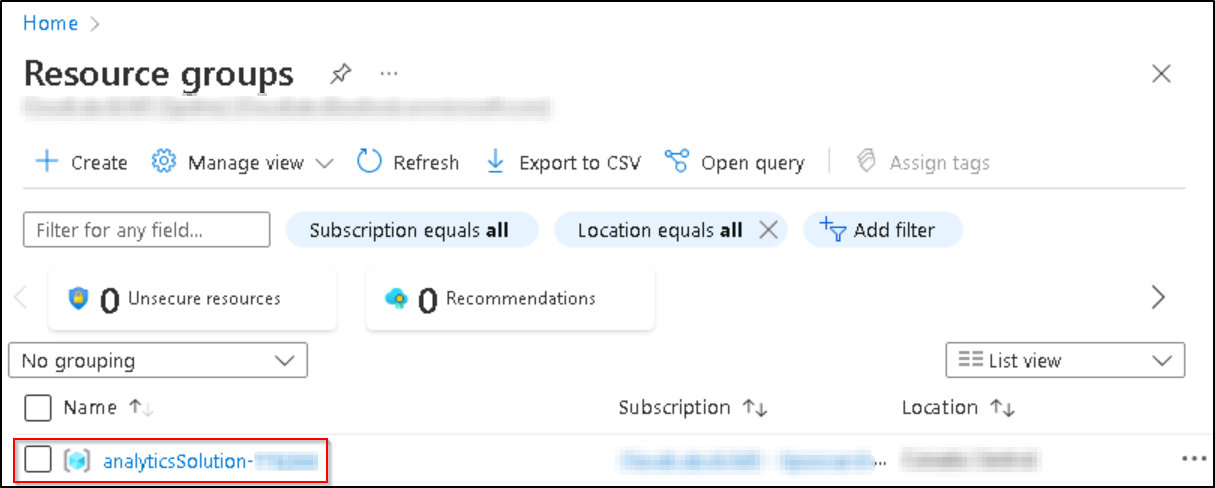 Home >
Resource groups ...
Create Manage view Refresh Export to CSV Open query Assign tags
Filter for any field... Subscription equals all Location equals all Add filter
0 Unsecure resources 0 Recommendations
No grouping List view
Name ↑↓ Subscription ↑↓ Location ↑↓
analyticsSolution- ...